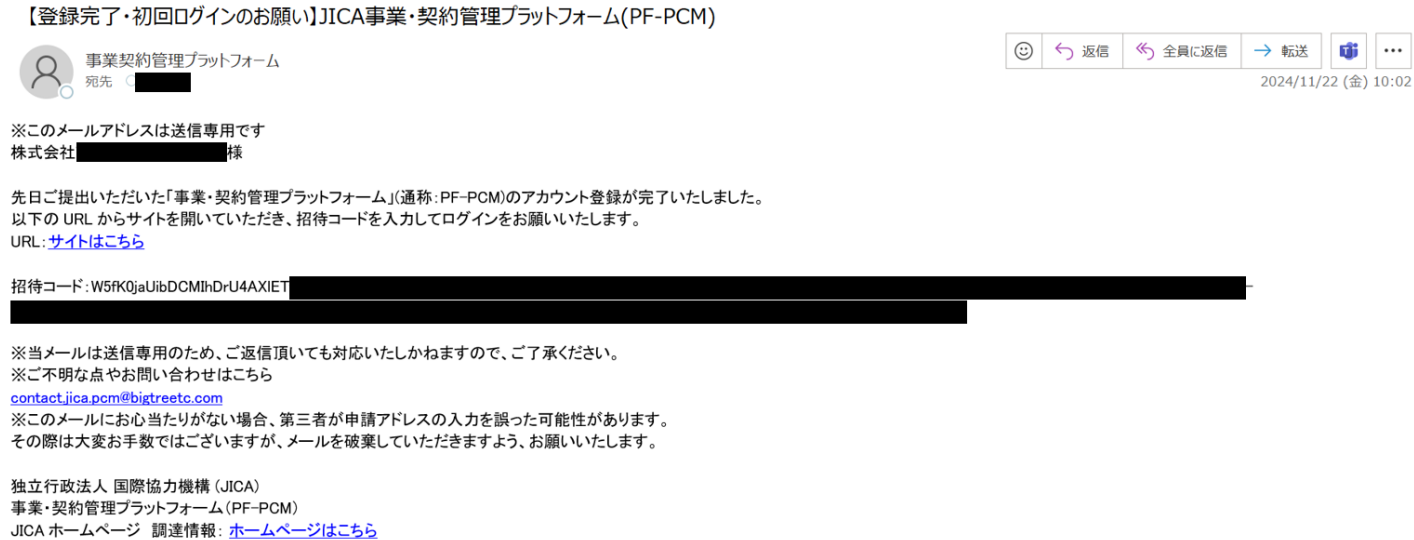 【登録完了・初回ログインのお願い】JICA事業・契約管理プラットフォーム(PF-PCM)
事業契約管理プラットフォーム
宛先
返信
全員に返信
転送
2024/11/22 (金) 10:02
※このメールアドレスは送信専用です
株式会社 様
先日ご提出いただいた「事業・契約管理プラットフォーム」(通称:PF-PCM)のアカウント登録が完了いたしました。
以下の URL からサイトを開いていただき、招待コードを入力してログインをお願いいたします。
URL:サイトはこちら
招待コード:W5fK0jaUibDCMIhDrU4AXlET -
※当メールは送信専用のため、ご返信頂いても対応いたしかねますので、ご了承ください。
※ご不明な点やお問い合わせはこちら
contact.jica.pcm@bigtreetc.com
※このメールにお心当たりがない場合、第三者が申請アドレスの入力を誤った可能性があります。
その際は大変お手数ではございますが、メールを破棄していただきますよう、お願いいたします。
独立行政法人 国際協力機構 (JICA)
事業・契約管理プラットフォーム(PF-PCM)
JICA ホームページ 調達情報: ホームページはこちら